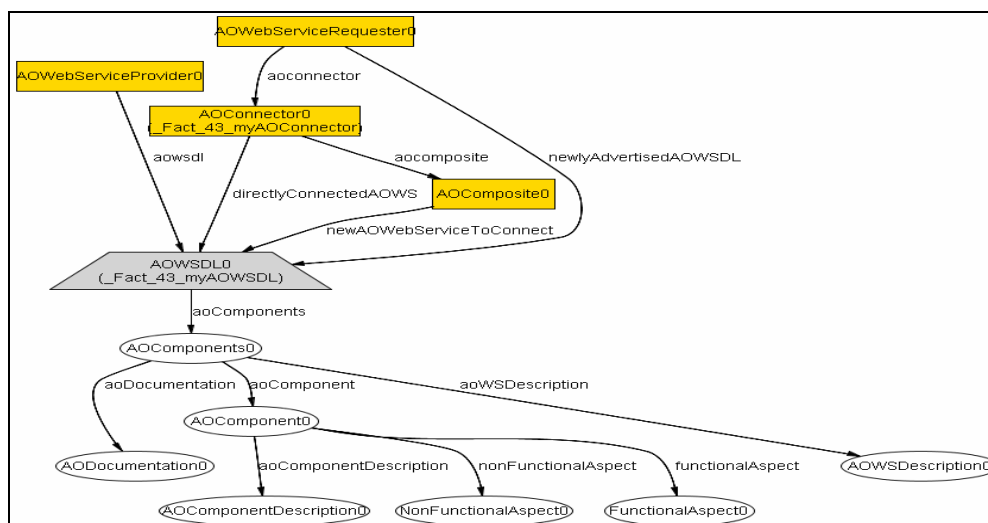 AOWebServiceRequester0
AOWebServiceProvider0
aoconnector
AOConnector0
(_Fact_43_myAOConnector)
aowsdl
aocomposite
newlyAdvertisedAOWSDL
directlyConnectedAOWS
AOComposite0
newAOWebServiceToConnect
AOWSDL0
(_Fact_43_myAOWSDL)
aoComponents
AOComponents0
aoDocumentation
aoComponent
aoWSDescription
AOComponent0
AODocumentation0
aoComponentDescription
nonFunctionalAspect
functionalAspect
AOWSDescription0
AOComponentDescription0
NonFunctionalAspect0
FunctionalAspect0